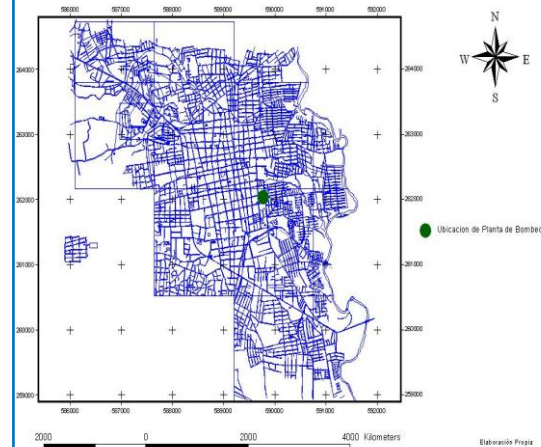 586000 587000 588000 589000 590000 591000 592000
N
W E
S
264000 264000
263000 263000
262000 262000
Ubicacion de Planta de Bombeo
261000 261000
260000 260000
259000 259000
586000 587000 588000 589000 590000 591000 592000
2000 0 2000 4000 Kilometers
Elaboración Propia